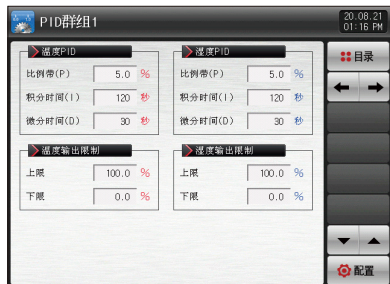 PID群组1
20.08.21
01:16 PM
温度PID 湿度PID
比例带(P) 5.0 % 比例带(P) 5.0 %
积分时间(I) 120 秒 积分时间(I) 120 秒
微分时间(D) 30 秒 微分时间(D) 30 秒
温度输出限制 湿度输出限制
上限 100.0 % 上限 100.0 %
下限 0.0 % 下限 0.0 %
目录
配置